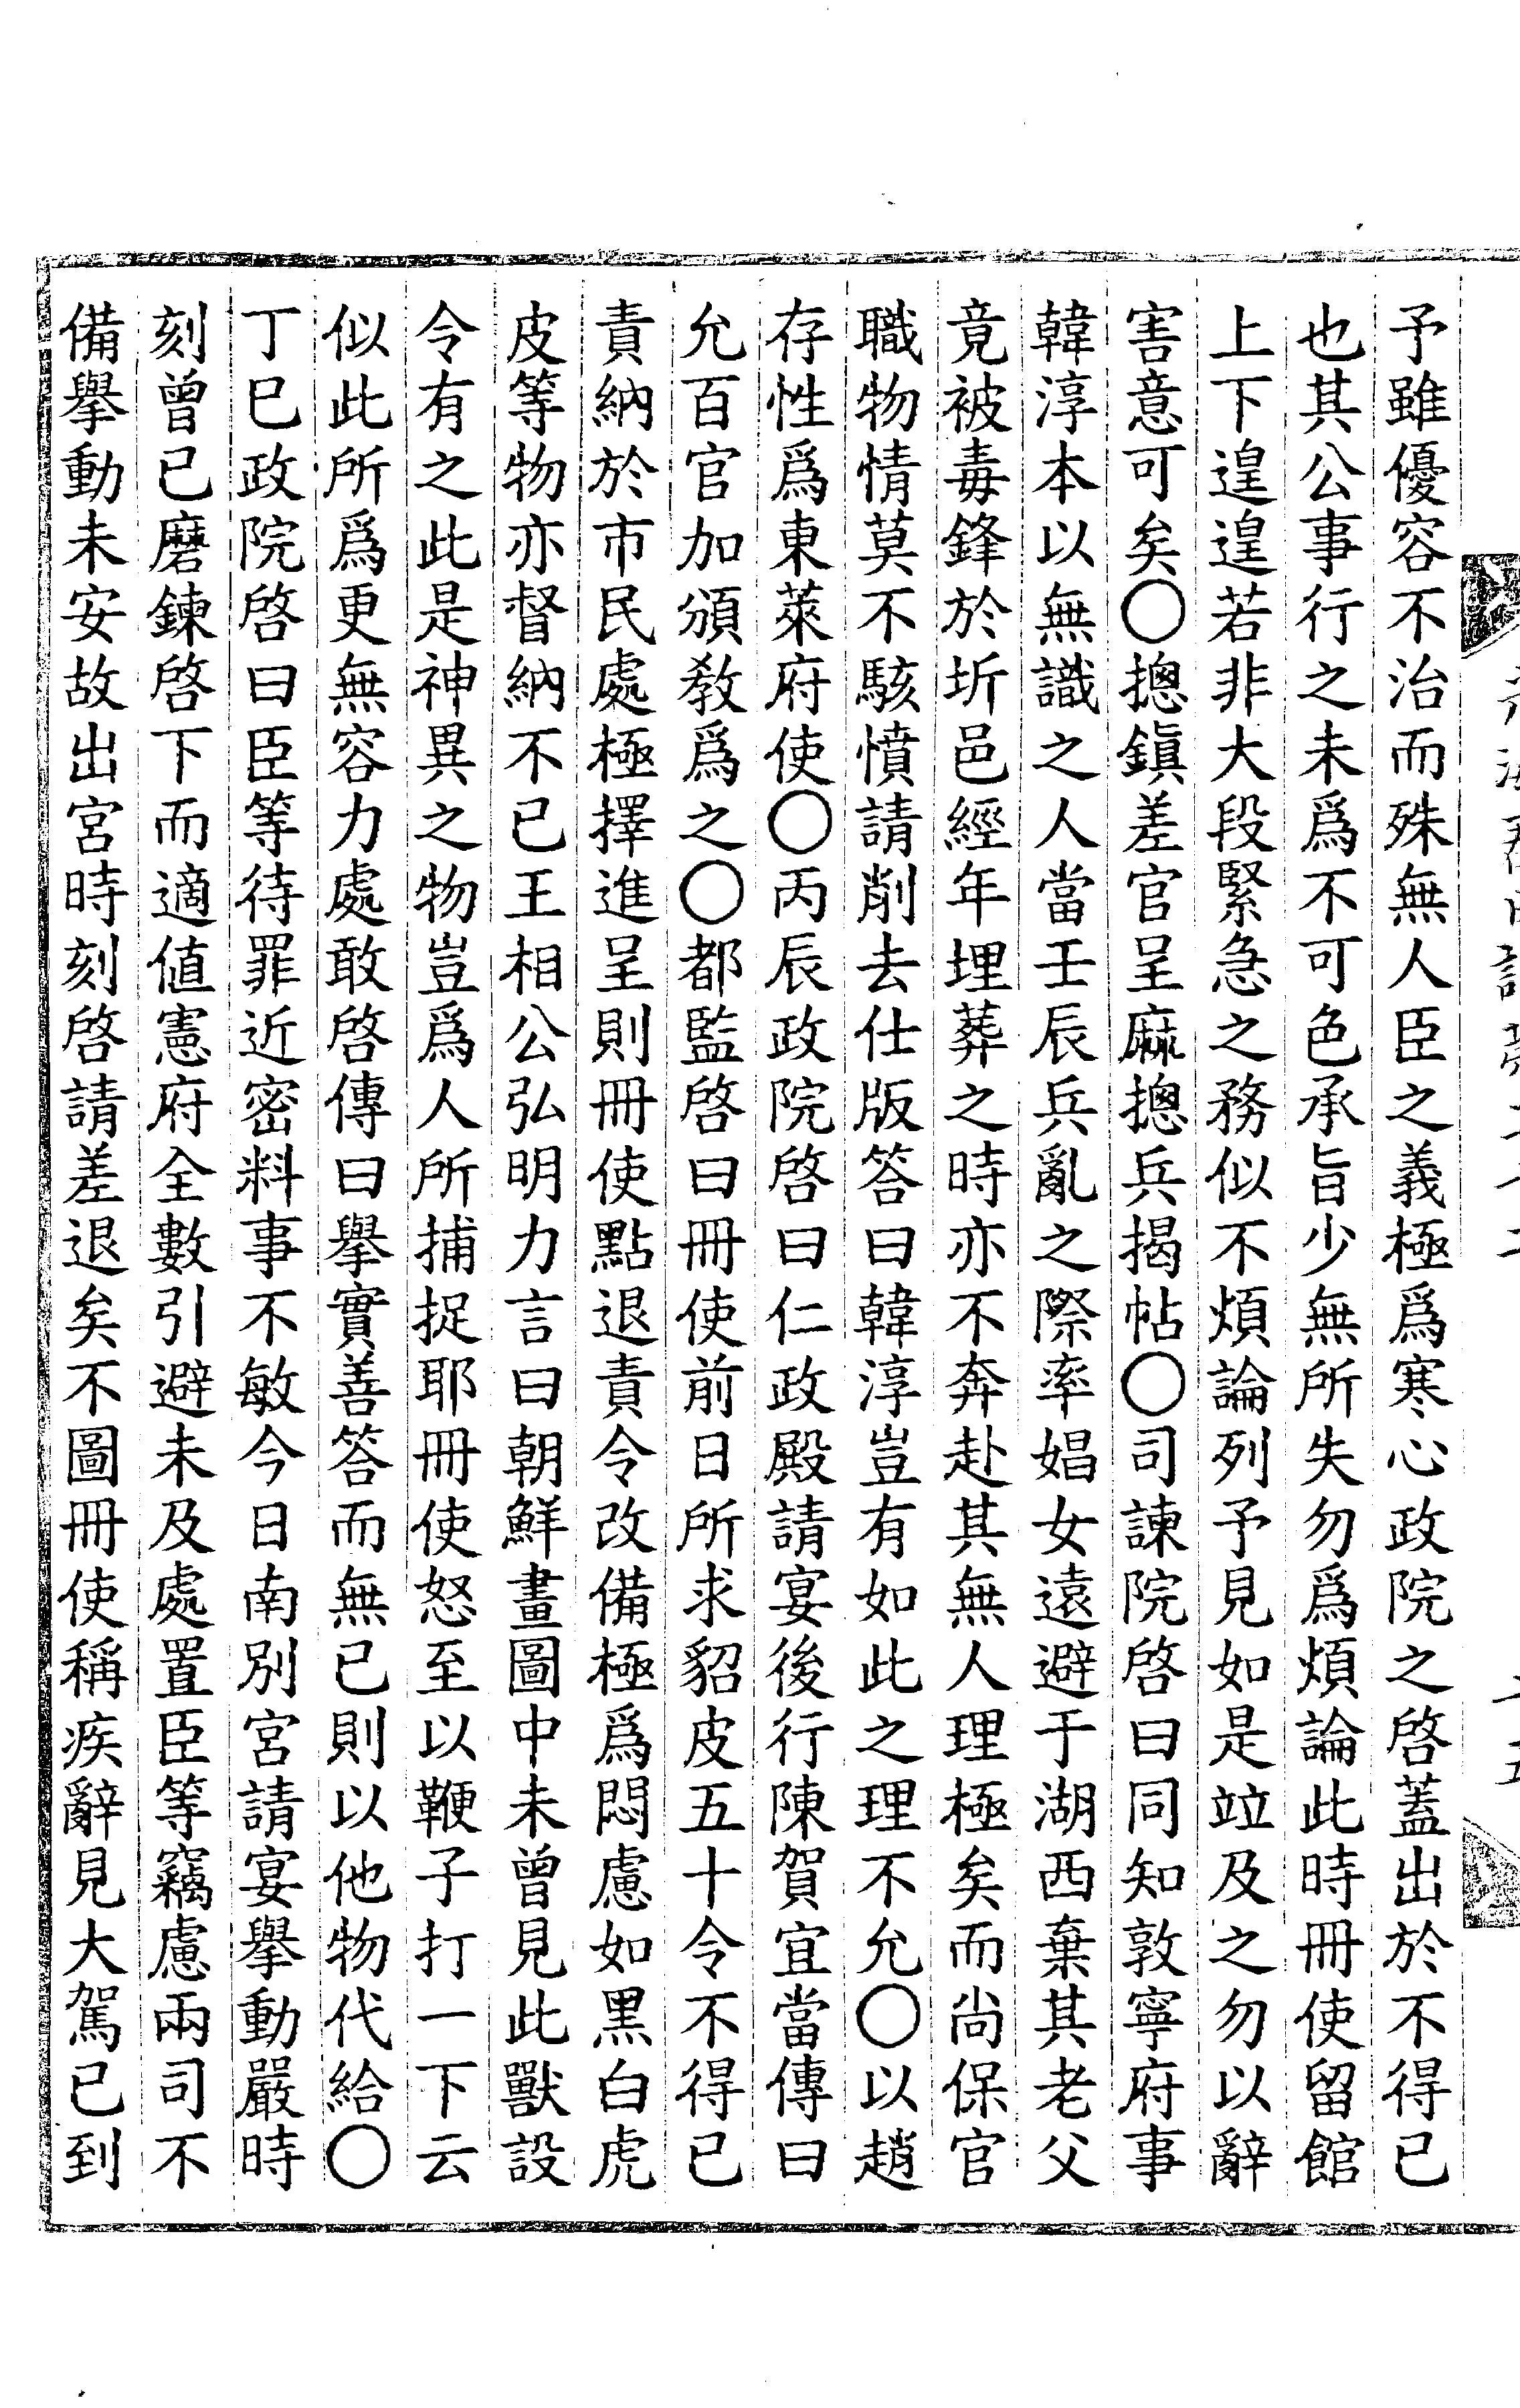 予雖優容不治而殊無人臣之義極爲寒心政院之啓蓋出於不得已
也其公事行之未爲不可色承旨少無所失勿爲煩論此時冊使留館
上下遑遑若非大段緊急之務似不煩論列予見如是竝及之勿以辭
害意可矣○摠鎭差官呈麻摠兵揭帖○司諫院啓曰同知敦寧府事
韓淳本以無識之人當壬辰兵亂之際率娼女遠避于湖西棄其老父
竟被毒鋒於圻邑經年埋葬之時亦不奔赴其無人理極矣而尙保官
職物情莫不駭憤請削去仕版答曰韓淳豈有如此之理不允○以趙
存性爲東萊府使○丙辰政院啓曰仁政殿請宴後行陳賀宜當傳曰
允百官加頒敎爲之○都監啓曰冊使前日所求貂皮五十令不得已
責納於市民處極擇進呈則冊使點退責令改備極爲悶慮如黑白虎
皮等物亦督納不已王相公弘明力言曰朝鮮畫圖中未曾見此獸設
令有之此是神異之物豈爲人所捕捉耶冊使怒至以鞭子打一下云
似此所爲更無容力處敢啓傳曰擧實善答而無已則以他物代給○
丁巳政院啓曰臣等待罪近密料事不敏今日南別宮請宴擧動嚴時
刻曾已磨鍊啓下而適値憲府全數引避未及處置臣等竊慮兩司不
備擧動未安故出宮時刻啓請差退矣不圖冊使稱疾辭見大駕已到